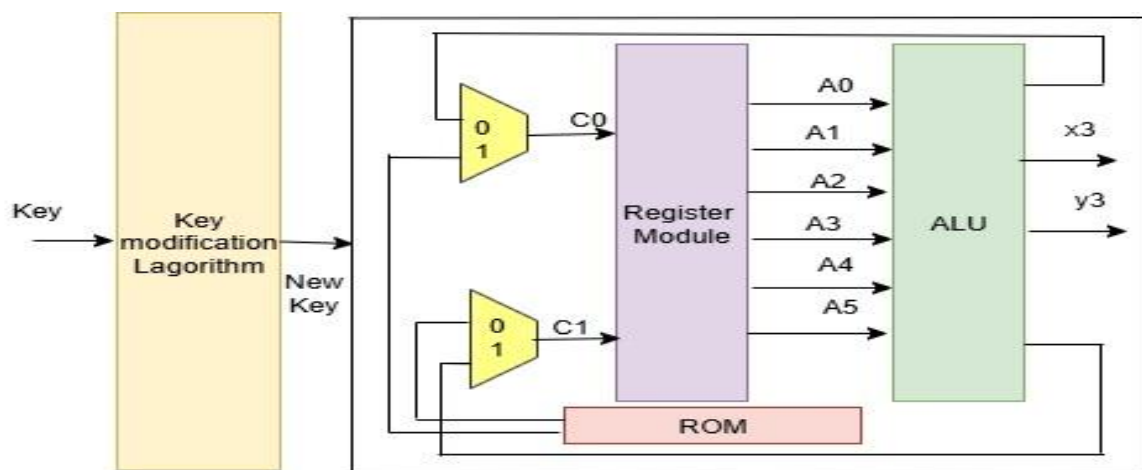 Key
Key
modification
Lagorithm
New
Key
0
1
C0
0
1
C1
Register
Module
A0
A1
A2
A3
A4
A5
ALU
x3
y3
ROM